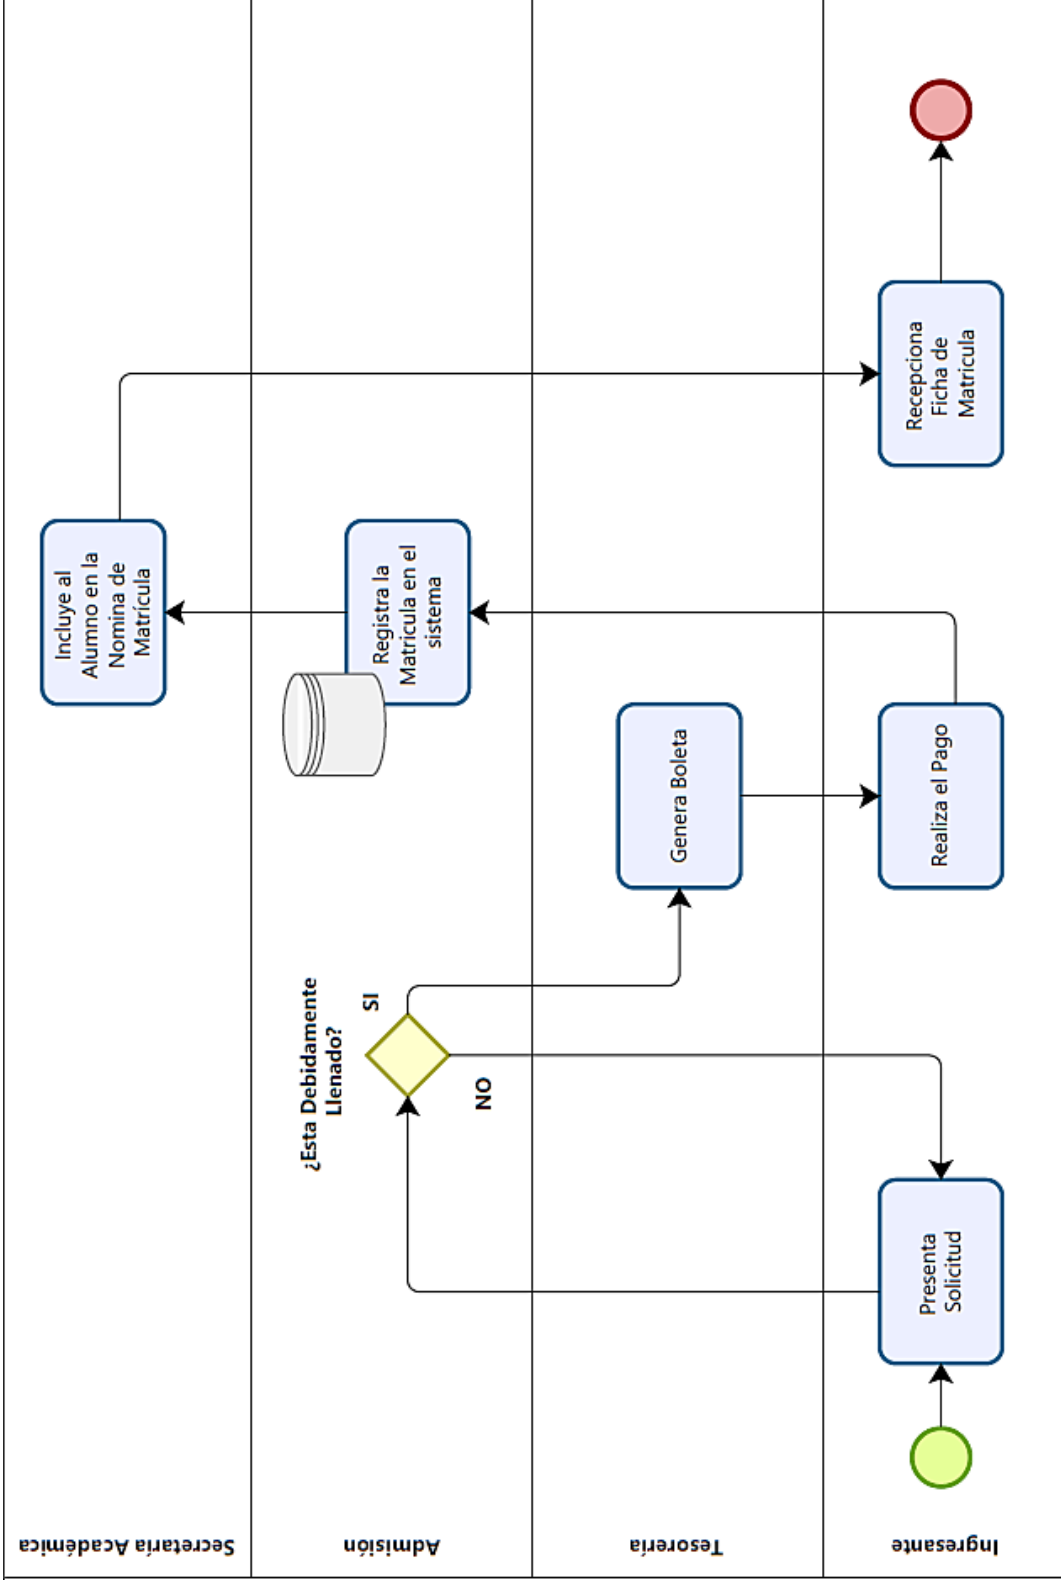 Secretaría Académica
Incluye al
Alumno en la
Nomina de
Matrícula
Admisión
¿Esta Debidamente
Llenado?
SI
NO
Registra la
Matricula en el
sistema
Tesorería
Genera Boleta
Ingresante
Presenta
Solicitud
Realiza el Pago
Recepciona
Ficha de
Matricula